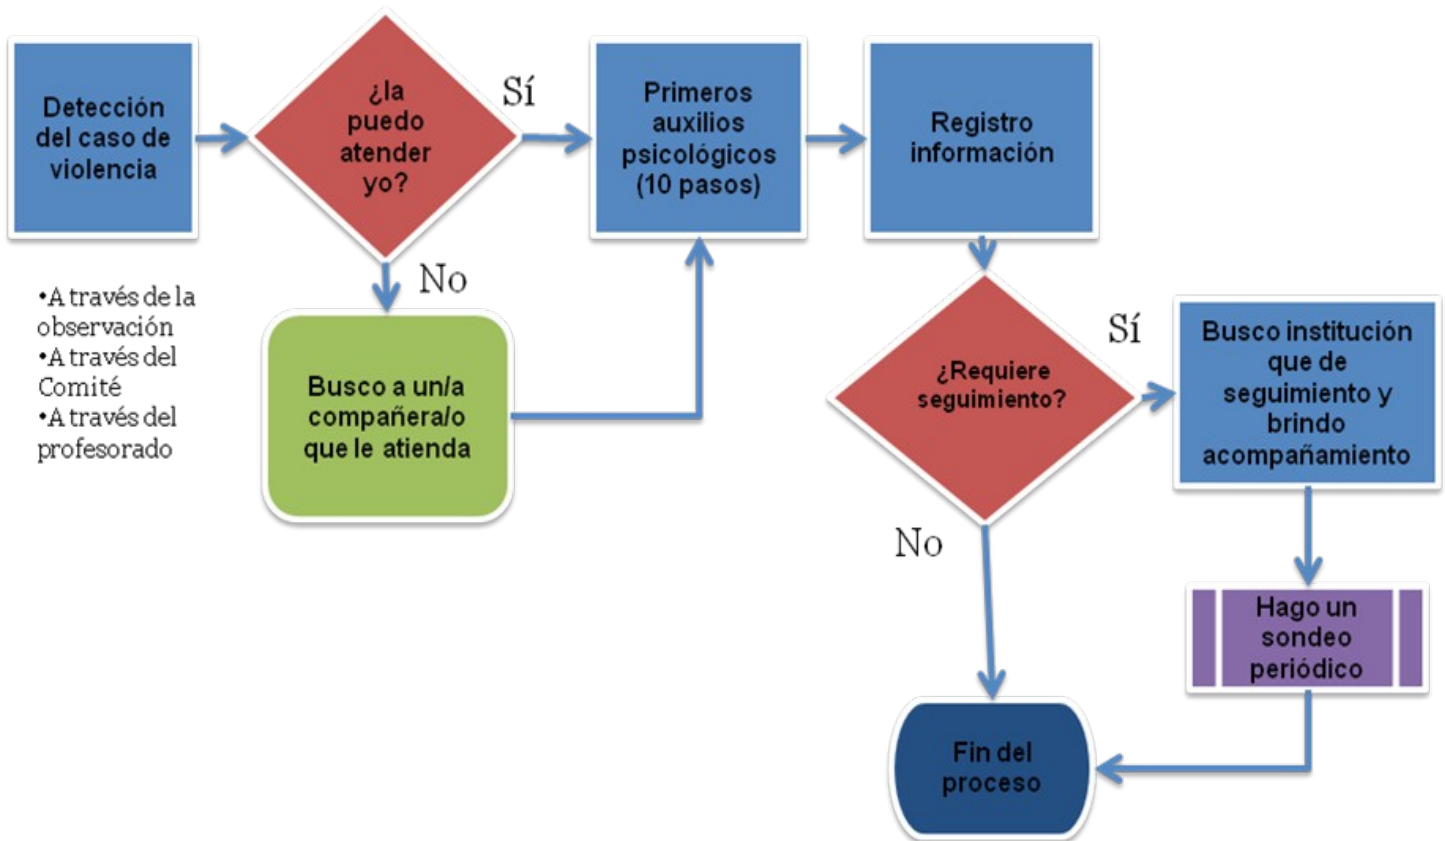 Detección
del caso de
violencia
¿la
puedo
atender
yo?
Sí
Primeros
auxilios
psicológicos
(10 pasos)
Registro
información
No
•A través de la
observación
•A través del
Comité
•A través del
profesorado
Busco a un/a
compañera/o
que le atienda
¿Requiere
seguimiento?
Sí
Busco institución
que de
seguimiento y
brindo
acompañamiento
No
Hago un
sondeo
periódico
Fin del
proceso